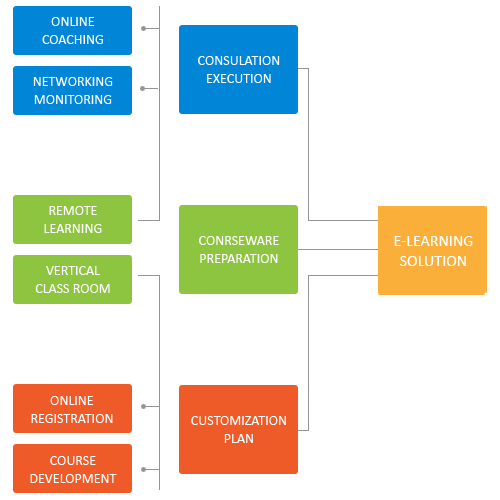 ONLINE
COACHING
NETWORKING
MONITORING
CONSULATION
EXECUTION
REMOTE
LEARNING
VERTICAL
CLASS ROOM
CONRSEWARE
PREPARATION
E-LEARNING
SOLUTION
ONLINE
REGISTRATION
COURSE
DEVELOPMENT
CUSTOMIZATION
PLAN